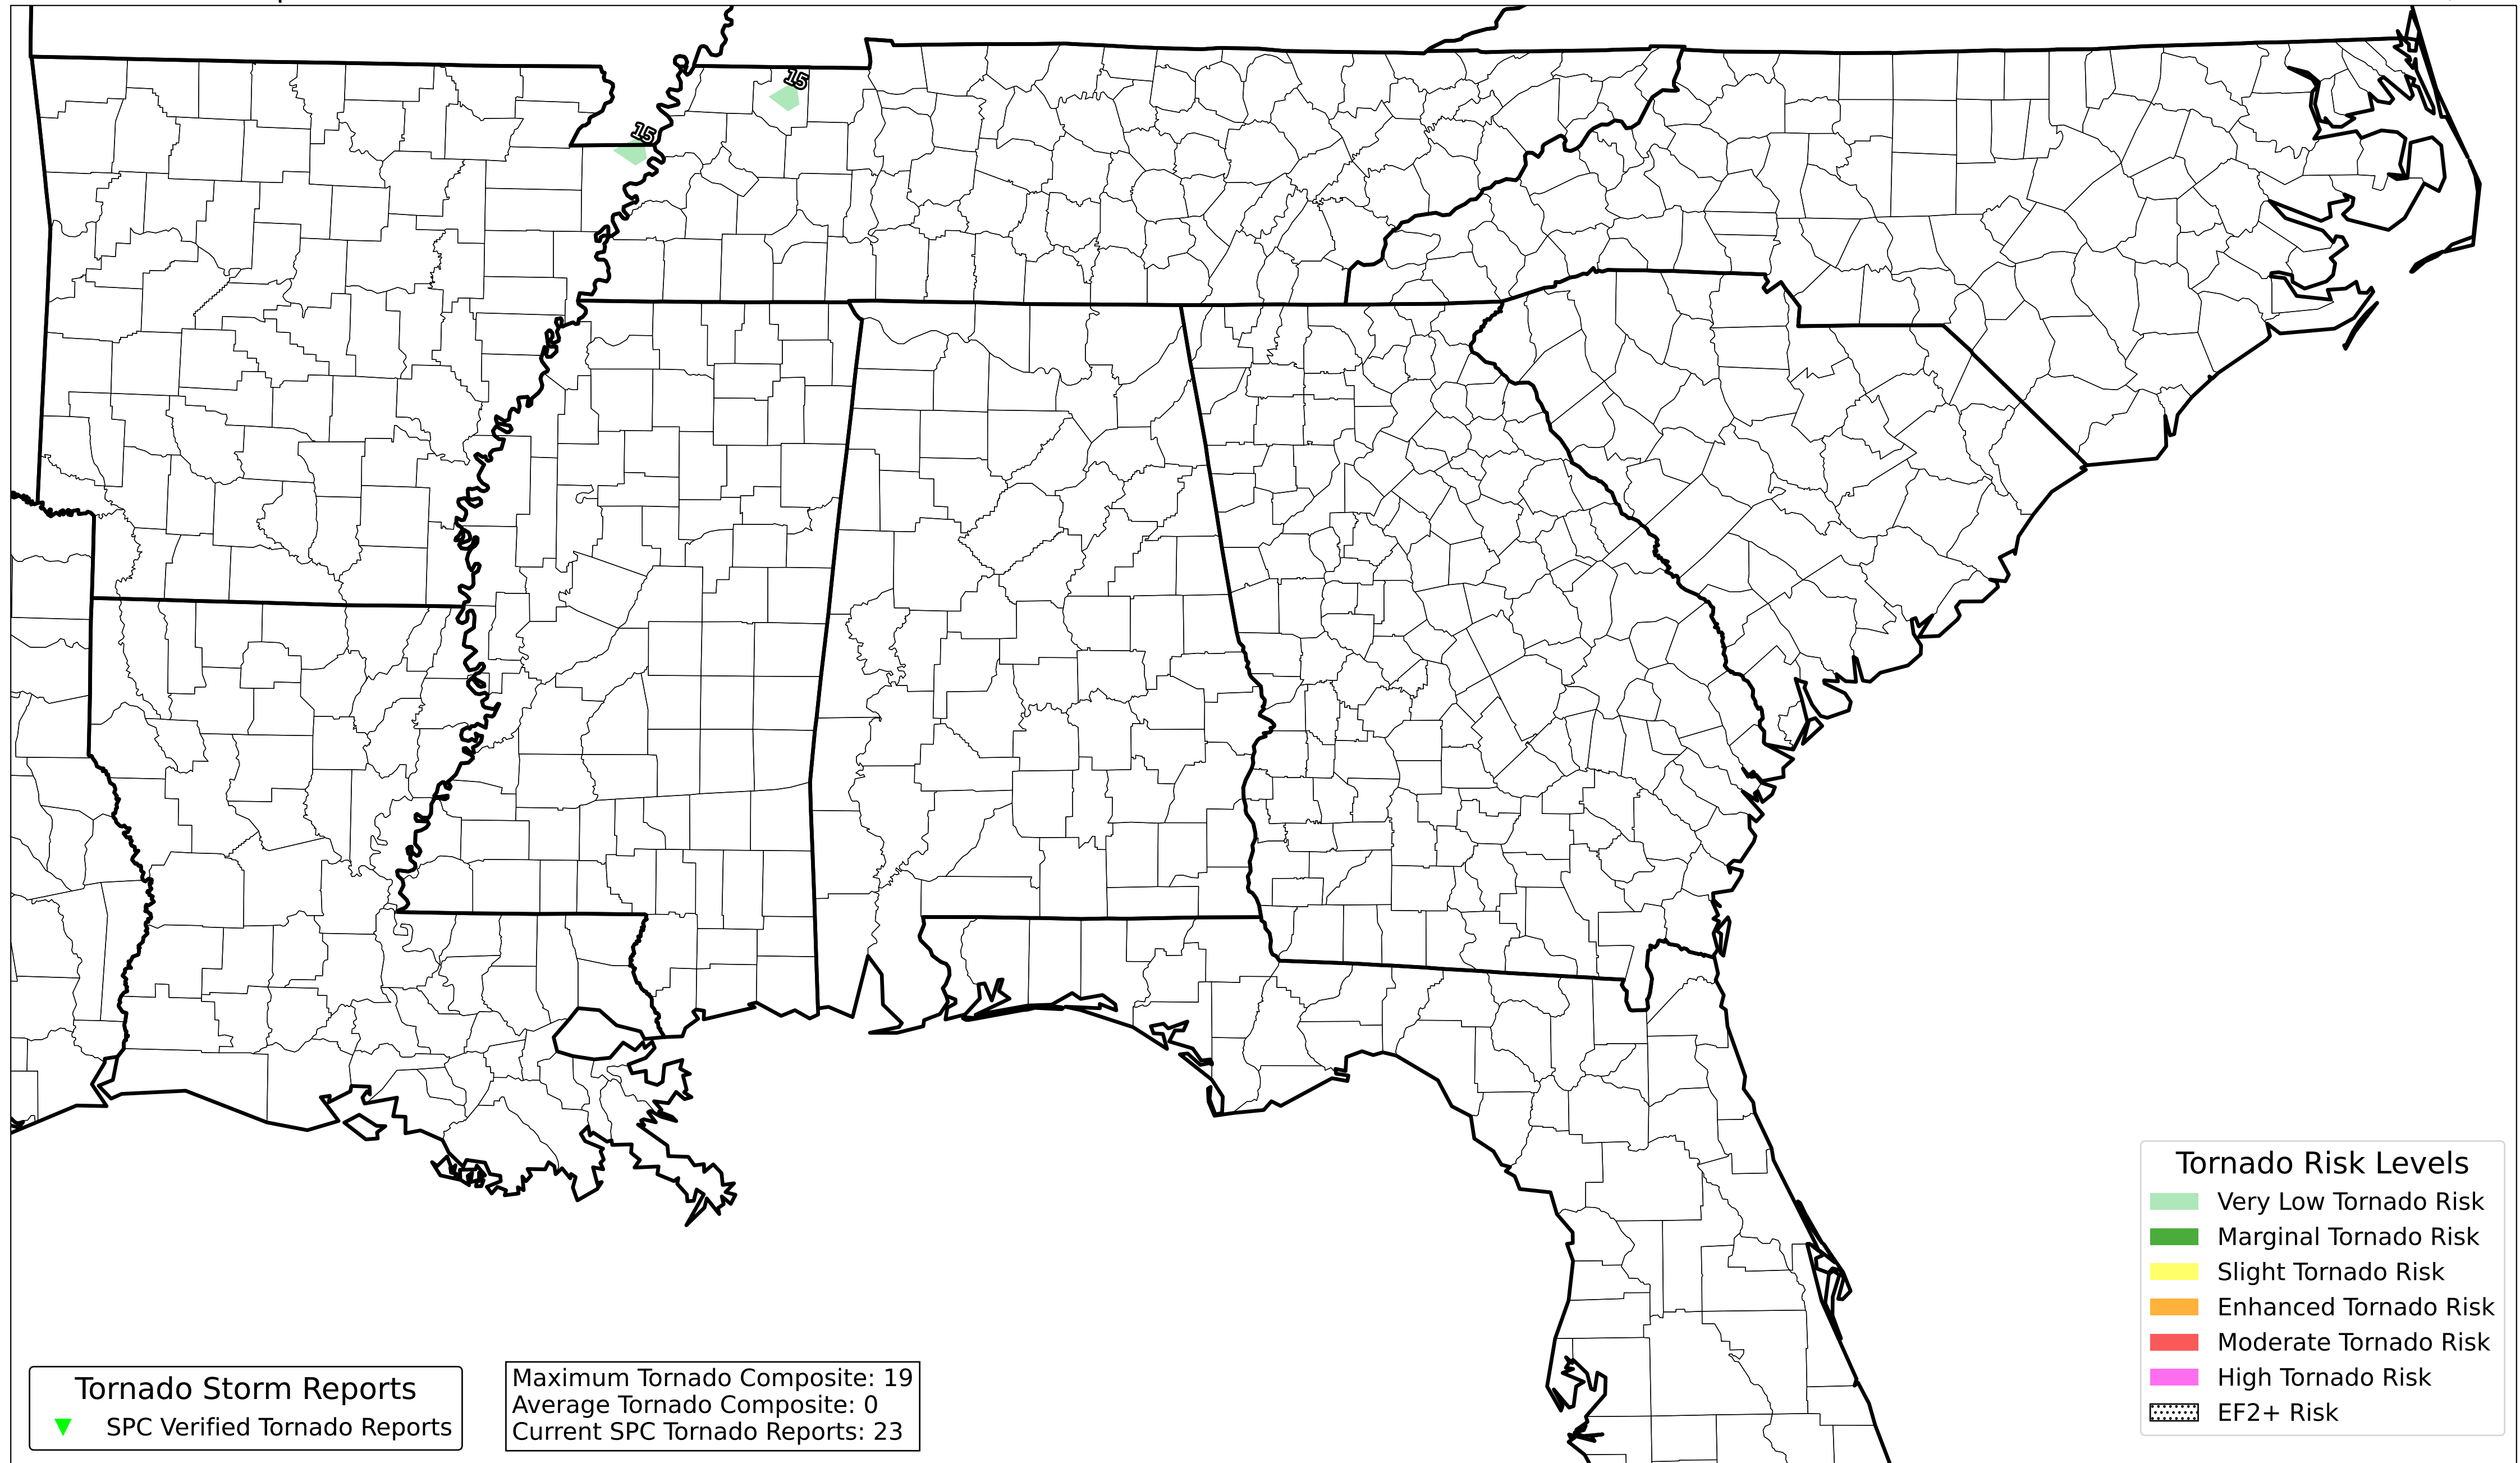 15
15
Tornado Risk Levels
Very Low Tornado Risk
Marginal Tornado Risk
Slight Tornado Risk
Enhanced Tornado Risk
Moderate Tornado Risk
High Tornado Risk
EF2+ Risk
Tornado Storm Reports
SPC Verified Tornado Reports
Maximum Tornado Composite: 19
Average Tornado Composite: 0
Current SPC Tornado Reports: 23